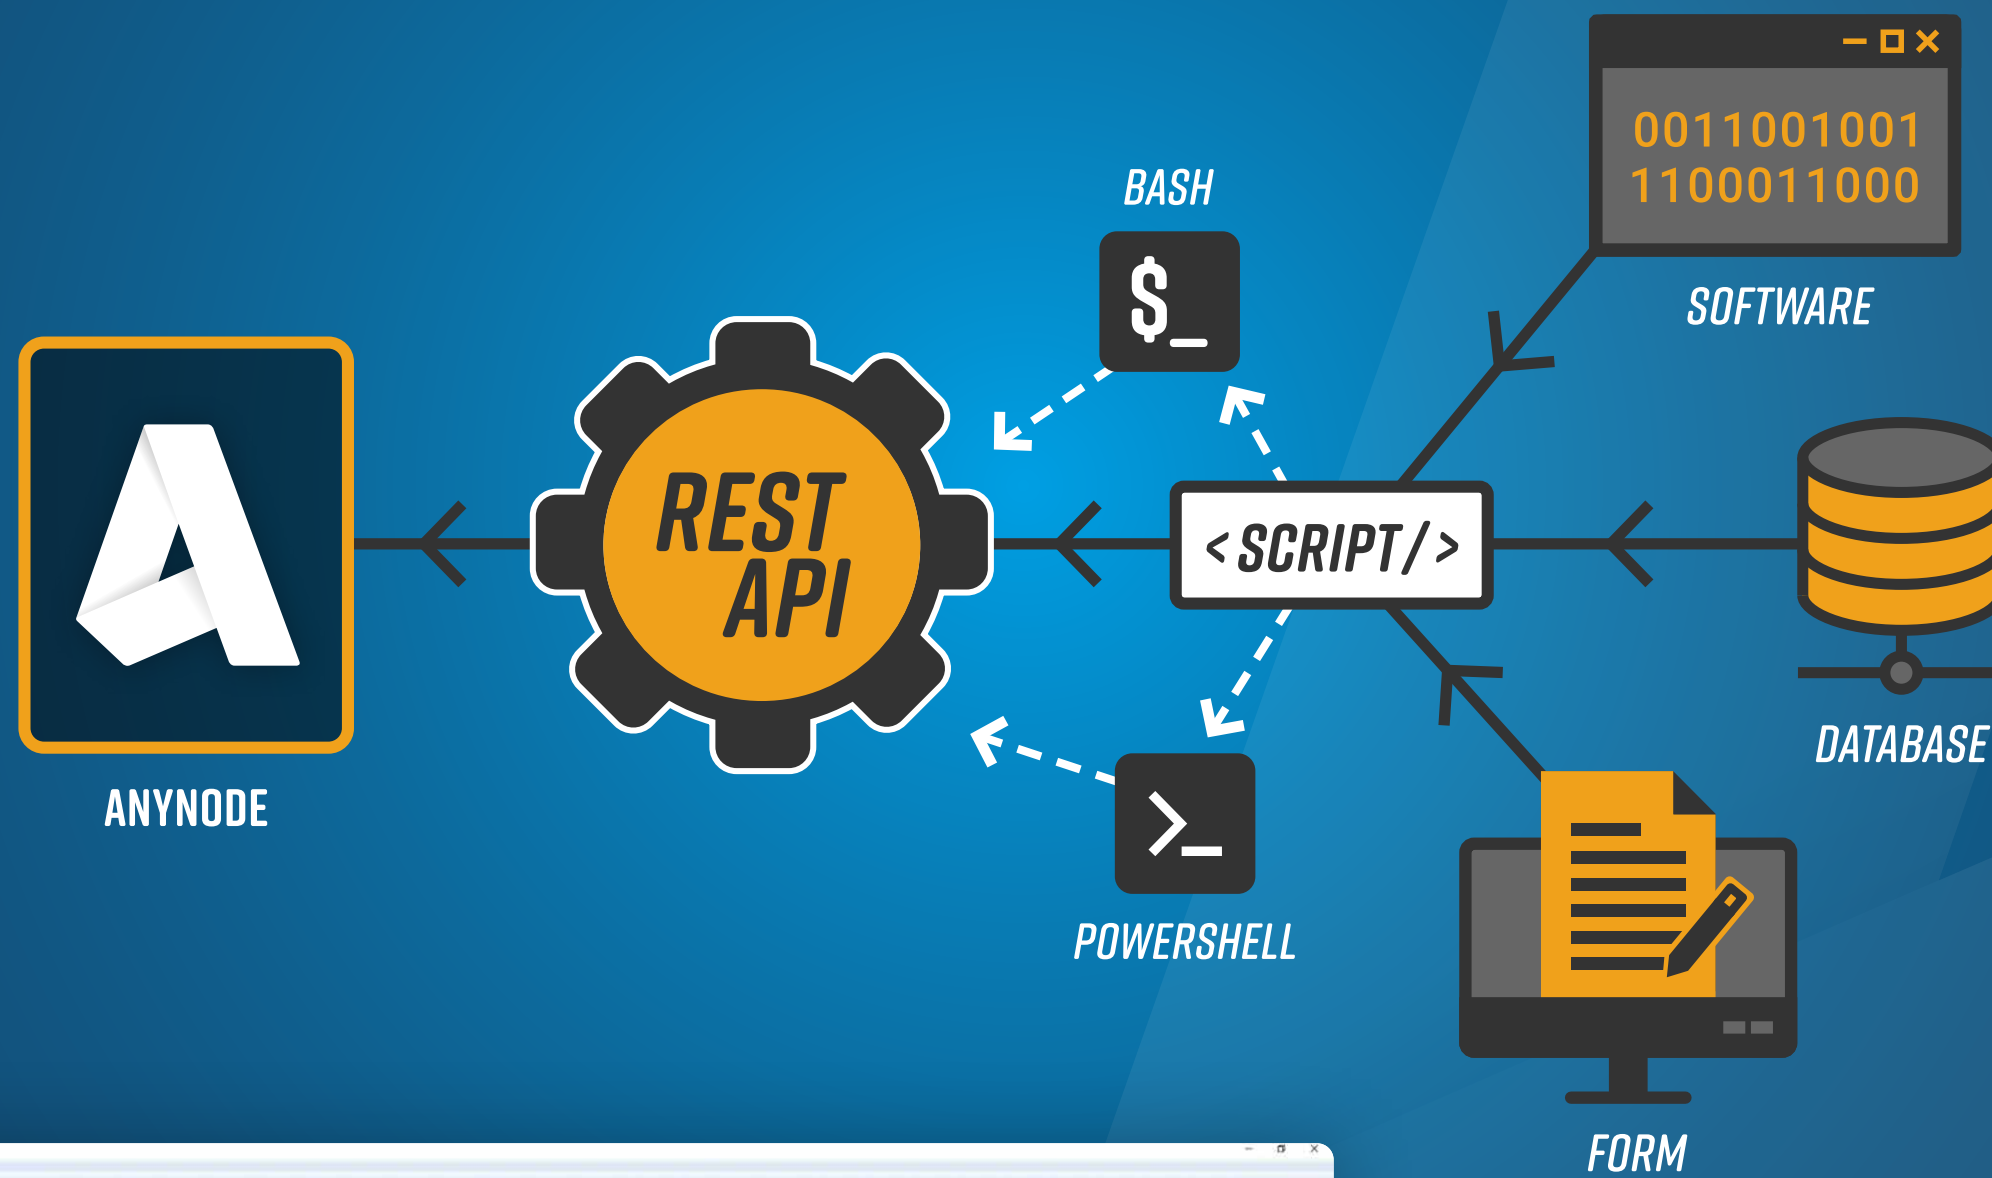 0011001001
1100011000
SOFTWARE
BASH
$_
REST
API
<SCRIPT/>
DATABASE
ANYNODE
>_
POWERSHELL
FORM